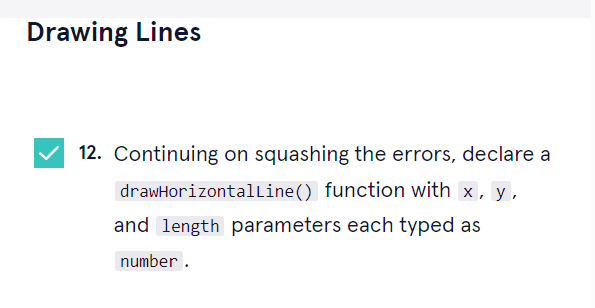 Drawing Lines
12. Continuing on squashing the errors, declare a
drawHorizontalLine() function with x, y,
and length parameters each typed as
number.